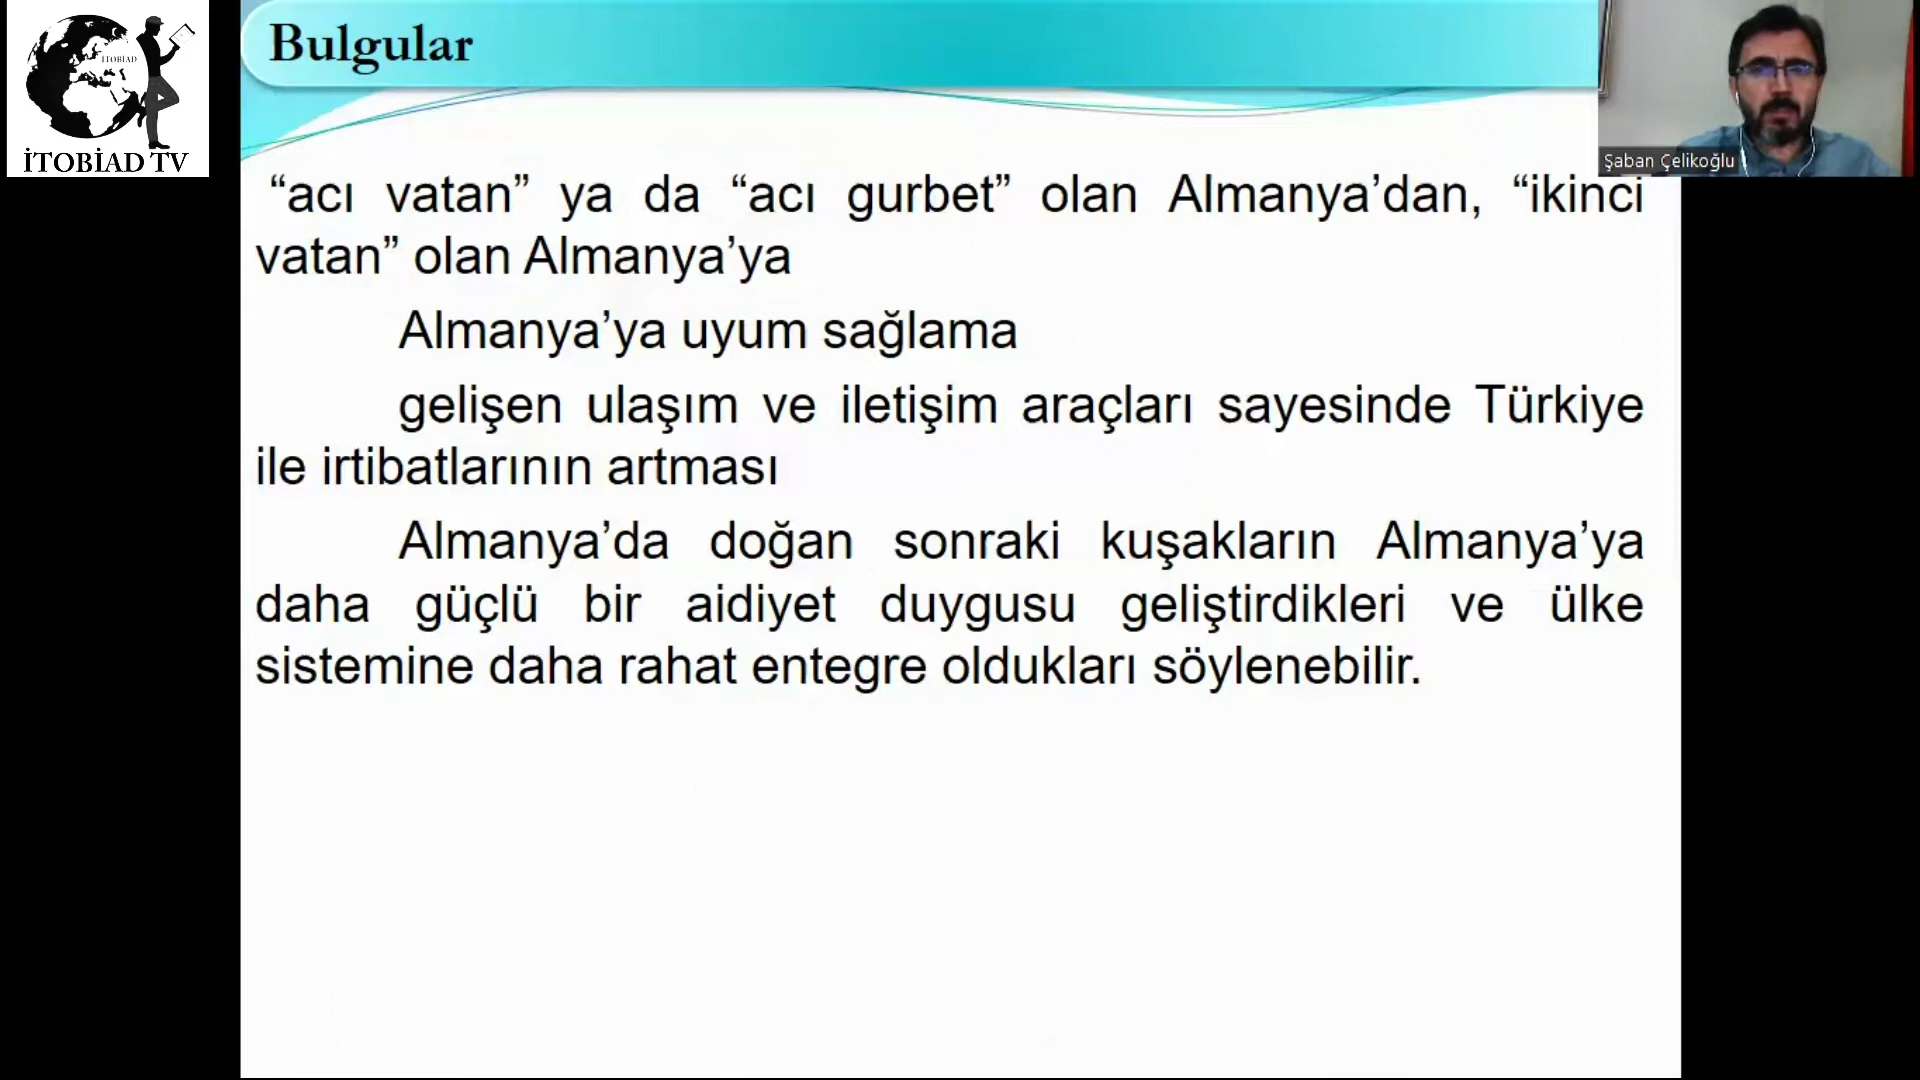 Bulgular
İTOBİAD
İTOBİAD TV
Şaban Çelikoğlu
“acı vatan” ya da “acı gurbet” olan Almanya’dan, “ikinci
vatan” olan Almanya’ya
Almanya’ya uyum sağlama
gelişen ulaşım ve iletişim araçları sayesinde Türkiye
ile irtibatlarının artması
Almanya’da doğan sonraki kuşakların Almanya’ya
daha güçlü bir aidiyet duygusu geliştirdikleri ve ülke
sistemine daha rahat entegre oldukları söylenebilir.